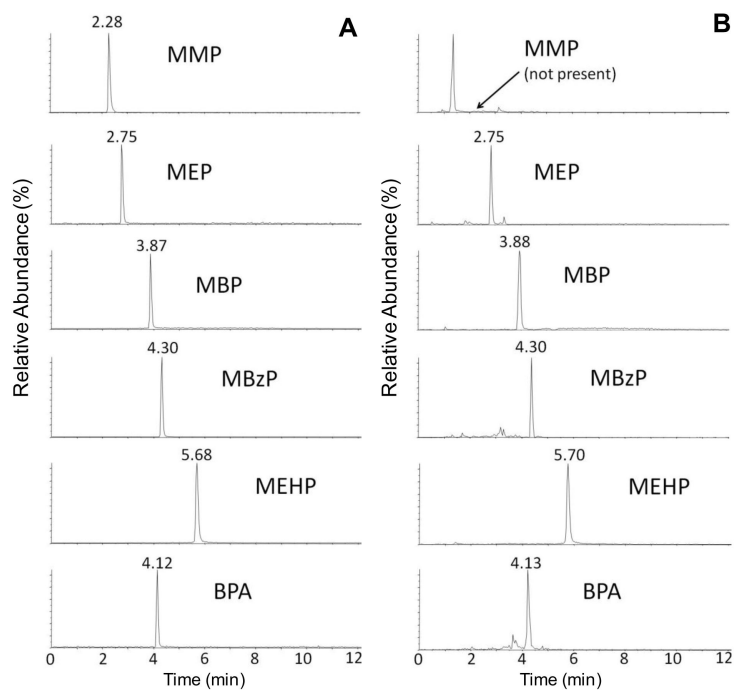 A
2.28
MMP
2.75
MEP
3.87
MBP
4.30
MBzP
5.68
MEHP
4.12
BPA
0 2 4 6 8 10 12
Time (min)
Relative Abundance (%)
B
MMP
(not present)
2.75
MEP
3.88
MBP
4.30
MBzP
5.70
MEHP
4.13
BPA
0 2 4 6 8 10 12
Time (min)
Relative Abundance (%)